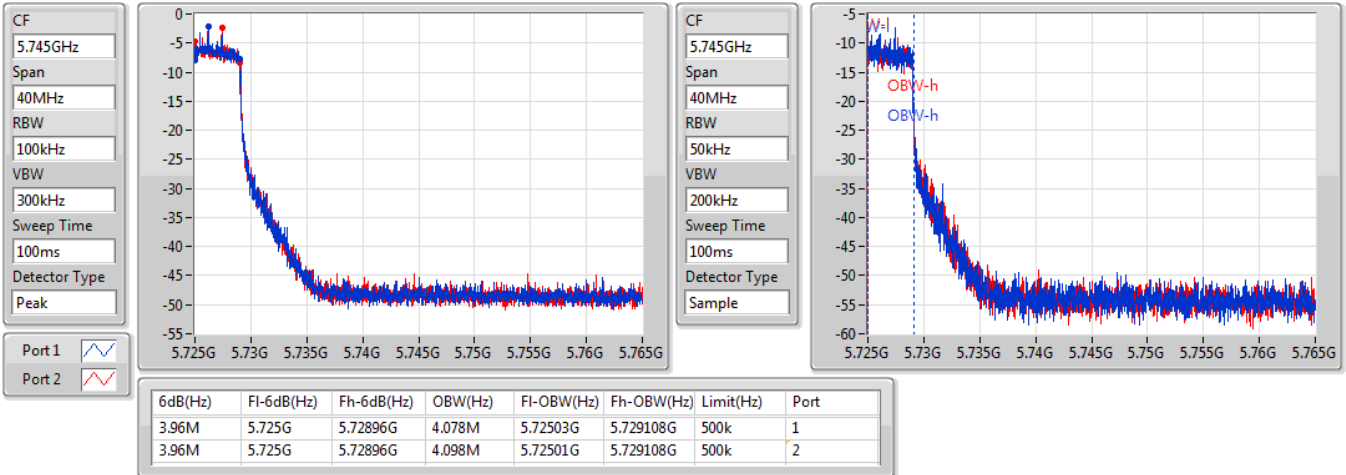 CF
5.745GHz
Span
40MHz
RBW
100kHz
VBW
300kHz
Sweep Time
100ms
Detector Type
Peak
0
-5
-10
-15
-20
-25
-30
-35
-40
-45
-50
-55
5.725G 5.73G 5.735G 5.74G 5.745G 5.75G 5.755G 5.76G 5.765G
CF
5.745GHz
Span
40MHz
RBW
50kHz
VBW
200kHz
Sweep Time
100ms
Detector Type
Sample
-5
-10
-15
-20
-25
-30
-35
-40
-45
-50
-55
-60
W-l
OBW-h
OBW-h
5.725G 5.73G 5.735G 5.74G 5.745G 5.75G 5.755G 5.76G 5.765G
Port 1
Port 2
6dB(Hz) Fl-6dB(Hz) Fh-6dB(Hz) OBW(Hz) Fl-OBW(Hz) Fh-OBW(Hz) Limit(Hz) Port
3.96M 5.725G 5.72896G 4.078M 5.72503G 5.729108G 500k 1
3.96M 5.725G 5.72896G 4.098M 5.72501G 5.729108G 500k 2